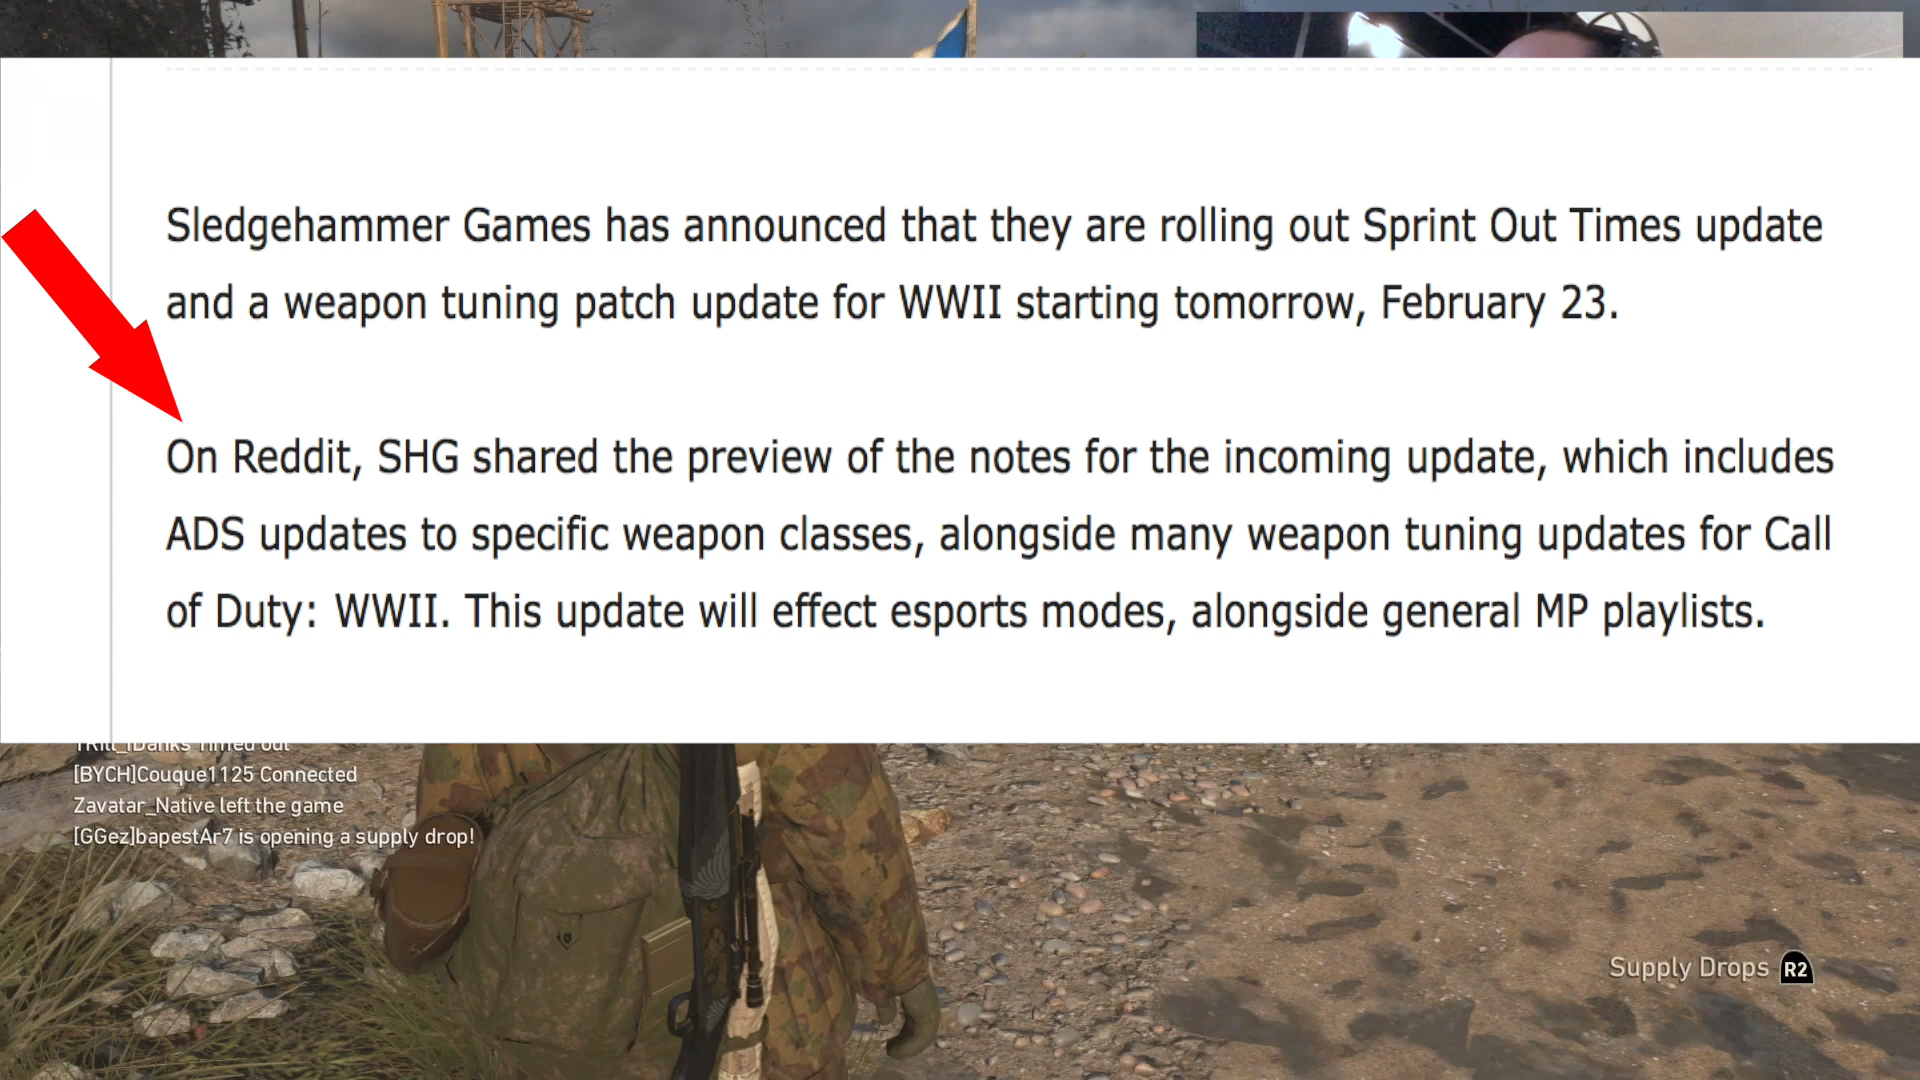 Sledgehammer Games has announced that they are rolling out Sprint Out Times update
and a weapon tuning patch update for WWII starting tomorrow, February 23.
On Reddit, SHG shared the preview of the notes for the incoming update, which includes
ADS updates to specific weapon classes, alongside many weapon tuning updates for Call
of Duty: WWII. This update will effect esports modes, alongside general MP playlists.
Timed out
[BYCH]Couque1125 Connected
Zavatar_Native left the game
[GGez]bapestAr7 is opening a supply drop!
Supply Drops R2